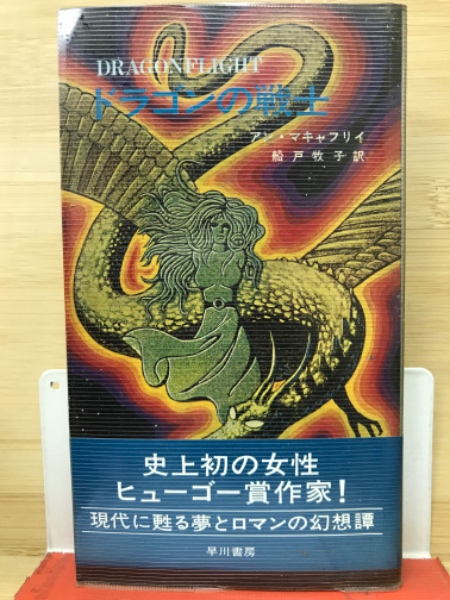 DRAGONFLIGHT
ドラゴンの戦士
アン・マキャフリイ
船戸牧子訳
史上初の女性
ヒューゴー賞作家!
現代に甦る夢とロマンの幻想譚
早川書房